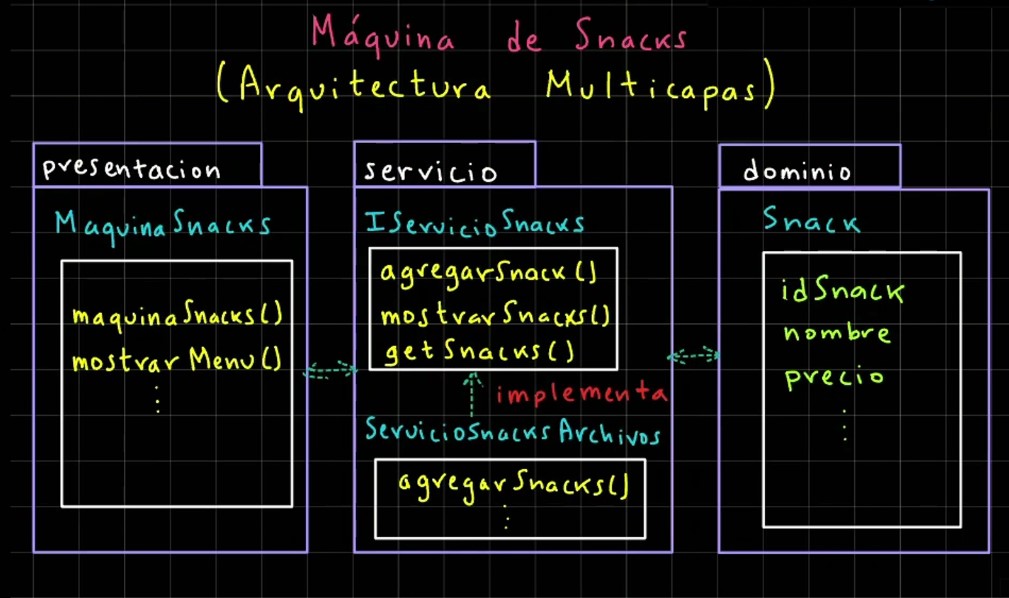 Máquina de Snacks
(Arquitectura Multicapas)
presentacion
MaquinaSnacks
maquinaSnacks()
mostrarMenu()
servicio
IServicioSnacks
agregarSnack()
mostrarSnacks()
getSnacks()
implementa
ServicioSnacksArchivos
agregarSnacks()
dominio
Snack
idSnack
nombre
precio